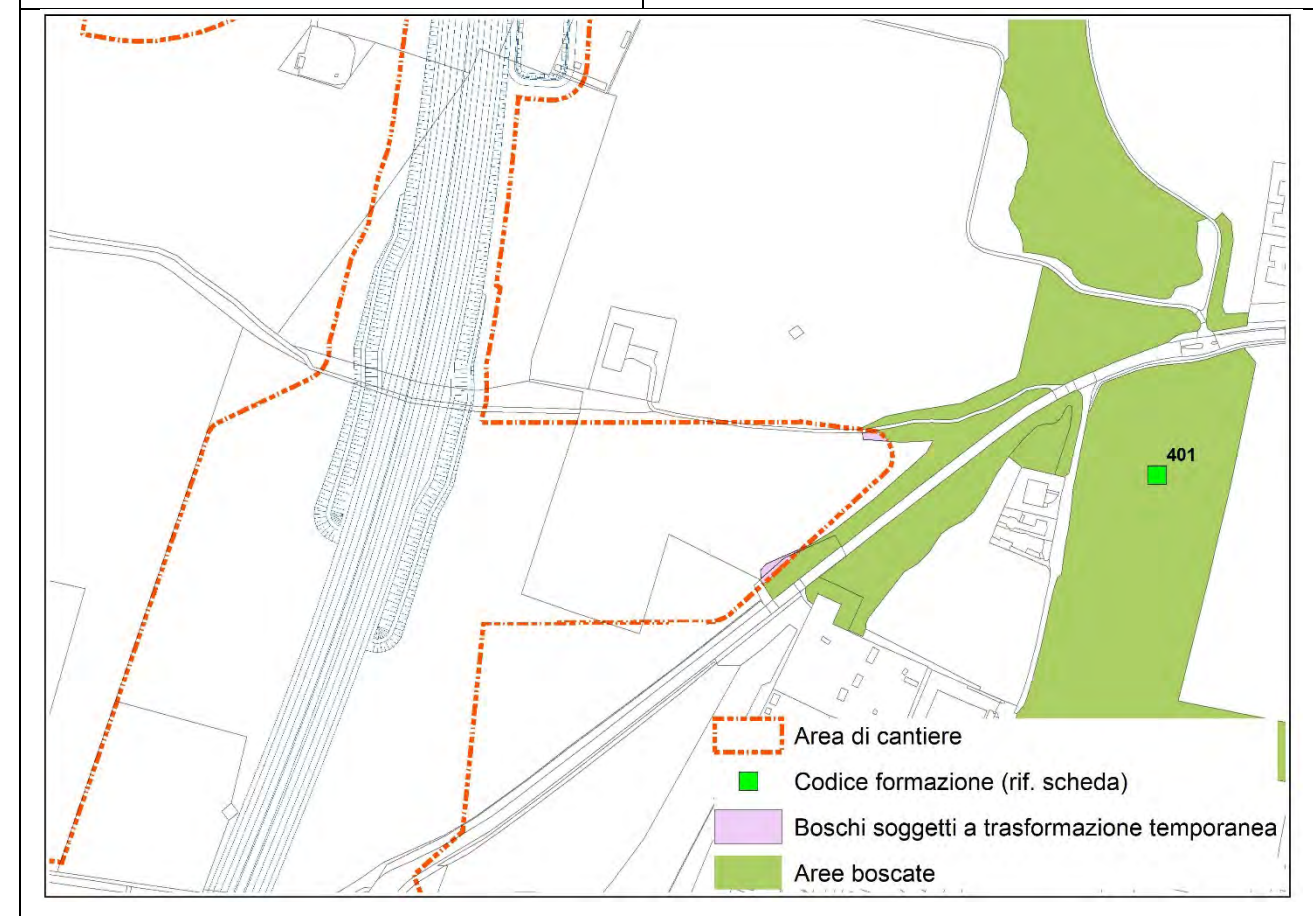 401
Area di cantiere
Codice formazione (rif. scheda)
Boschi soggetti a trasformazione temporanea
Aree boscate